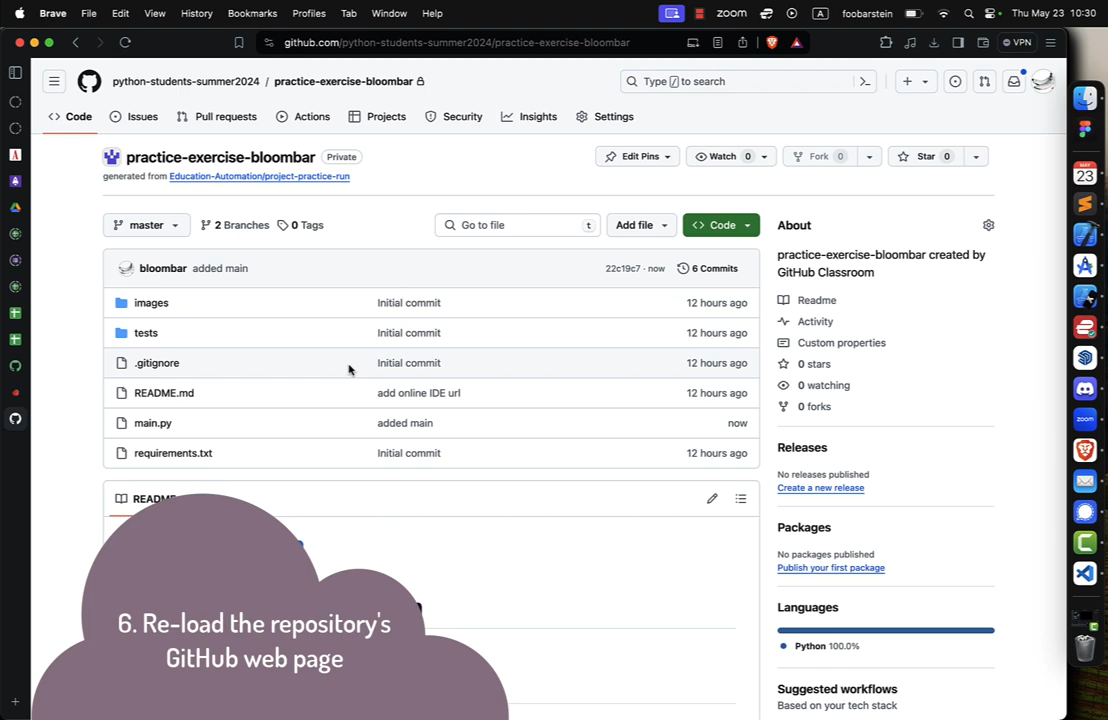 Brave File Edit View History Bookmarks Profiles Tab Window Help zoom A foobarstein Thu May 23 10:30
github.com/python-students-summer2024/practice-exercise-bloombar VPN
python-students-summer2024 / practice-exercise-bloombar Type / to search
Code Issues Pull requests Actions Projects Security Insights Settings
practice-exercise-bloombar Private Edit Pins Watch 0 Fork 0 Star 0
generated from Education-Automation/project-practice-run
master 2 Branches 0 Tags Go to file t Add file Code
bloombar added main 22c19c7 · now 6 Commits
images Initial commit 12 hours ago
tests Initial commit 12 hours ago
.gitignore Initial commit 12 hours ago
README.md add online IDE url 12 hours ago
main.py added main now
requirements.txt Initial commit 12 hours ago
README
About
practice-exercise-bloombar created by
GitHub Classroom
Readme
Activity
Custom properties
0 stars
0 watching
0 forks
Releases
No releases published
Create a new release
Packages
No packages published
Publish your first package
Languages
Python 100.0%
Suggested workflows
Based on your tech stack
6. Re-load the repository's
GitHub web page
MAY
23
zoom